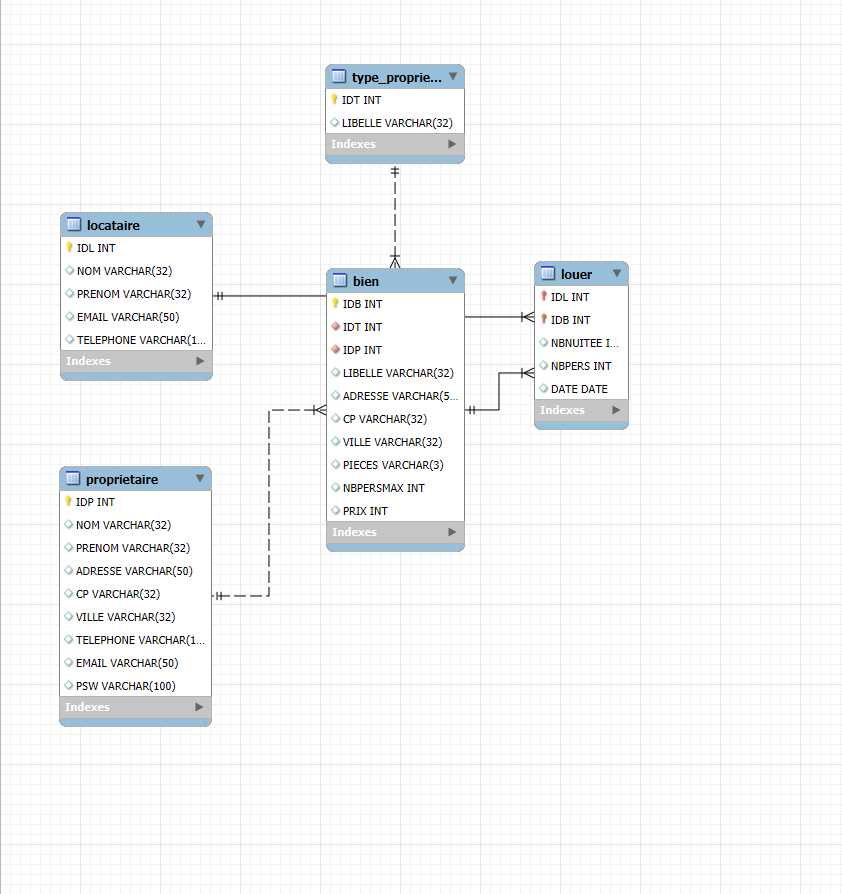 type_proprie...
IDT INT
LIBELLE VARCHAR(32)
Indexes
locataire
IDL INT
NOM VARCHAR(32)
PRENOM VARCHAR(32)
EMAIL VARCHAR(50)
TELEPHONE VARCHAR(1...
Indexes
bien
IDB INT
IDT INT
IDP INT
LIBELLE VARCHAR(32)
ADRESSE VARCHAR(5...
CP VARCHAR(32)
VILLE VARCHAR(32)
PIECES VARCHAR(3)
NBPERSMAX INT
PRIX INT
Indexes
louer
IDL INT
IDB INT
NBNUITEE I...
NBPERS INT
DATE DATE
Indexes
proprietaire
IDP INT
NOM VARCHAR(32)
PRENOM VARCHAR(32)
ADRESSE VARCHAR(50)
CP VARCHAR(32)
VILLE VARCHAR(32)
TELEPHONE VARCHAR(1...
EMAIL VARCHAR(50)
PSW VARCHAR(100)
Indexes